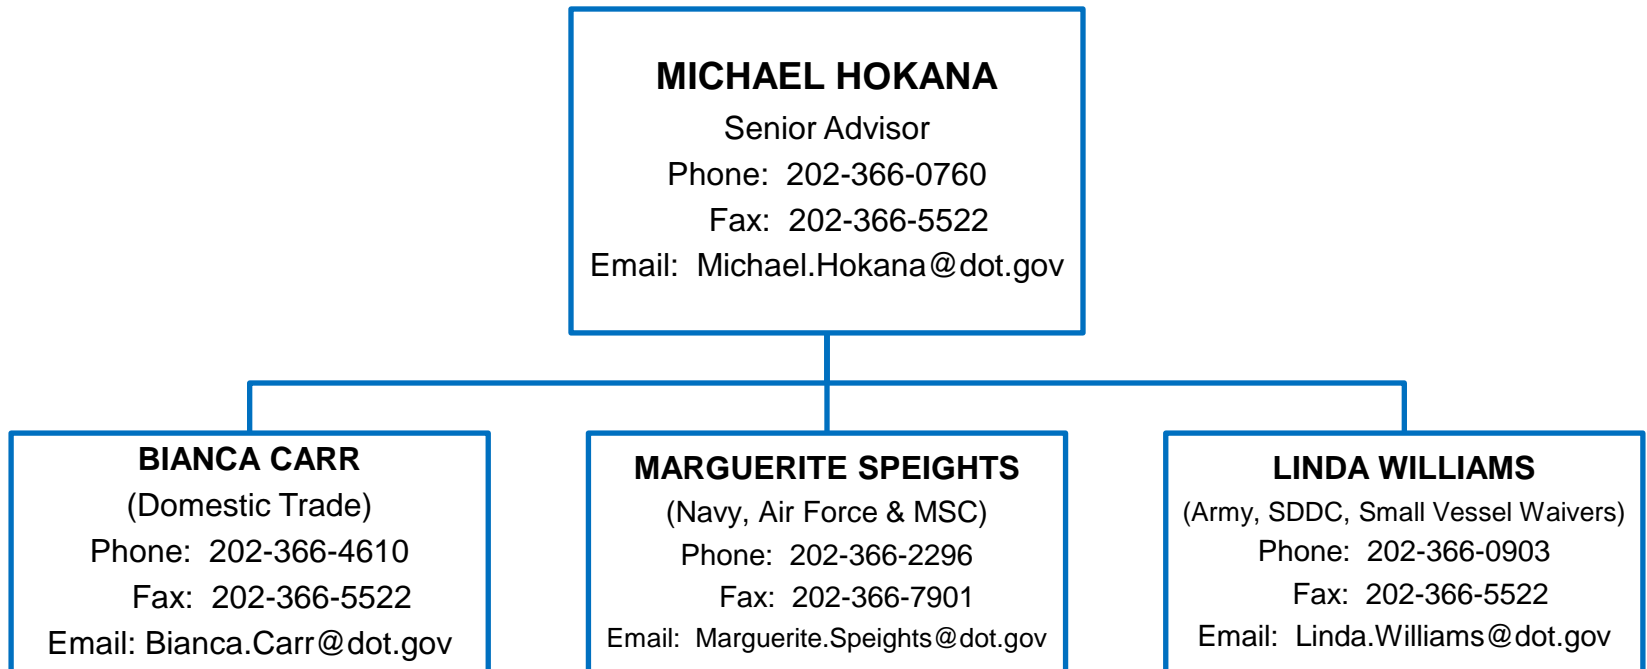 MICHAEL HOKANA
Senior Advisor
Phone: 202-366-0760
Fax: 202-366-5522
Email: Michael.Hokana@dot.gov
BIANCA CARR
(Domestic Trade)
Phone: 202-366-4610
Fax: 202-366-5522
Email: Bianca.Carr@dot.gov
MARGUERITE SPEIGHTS
(Navy, Air Force & MSC)
Phone: 202-366-2296
Fax: 202-366-7901
Email: Marguerite.Speights@dot.gov
LINDA WILLIAMS
(Army, SDDC, Small Vessel Waivers)
Phone: 202-366-0903
Fax: 202-366-5522
Email: Linda.Williams@dot.gov